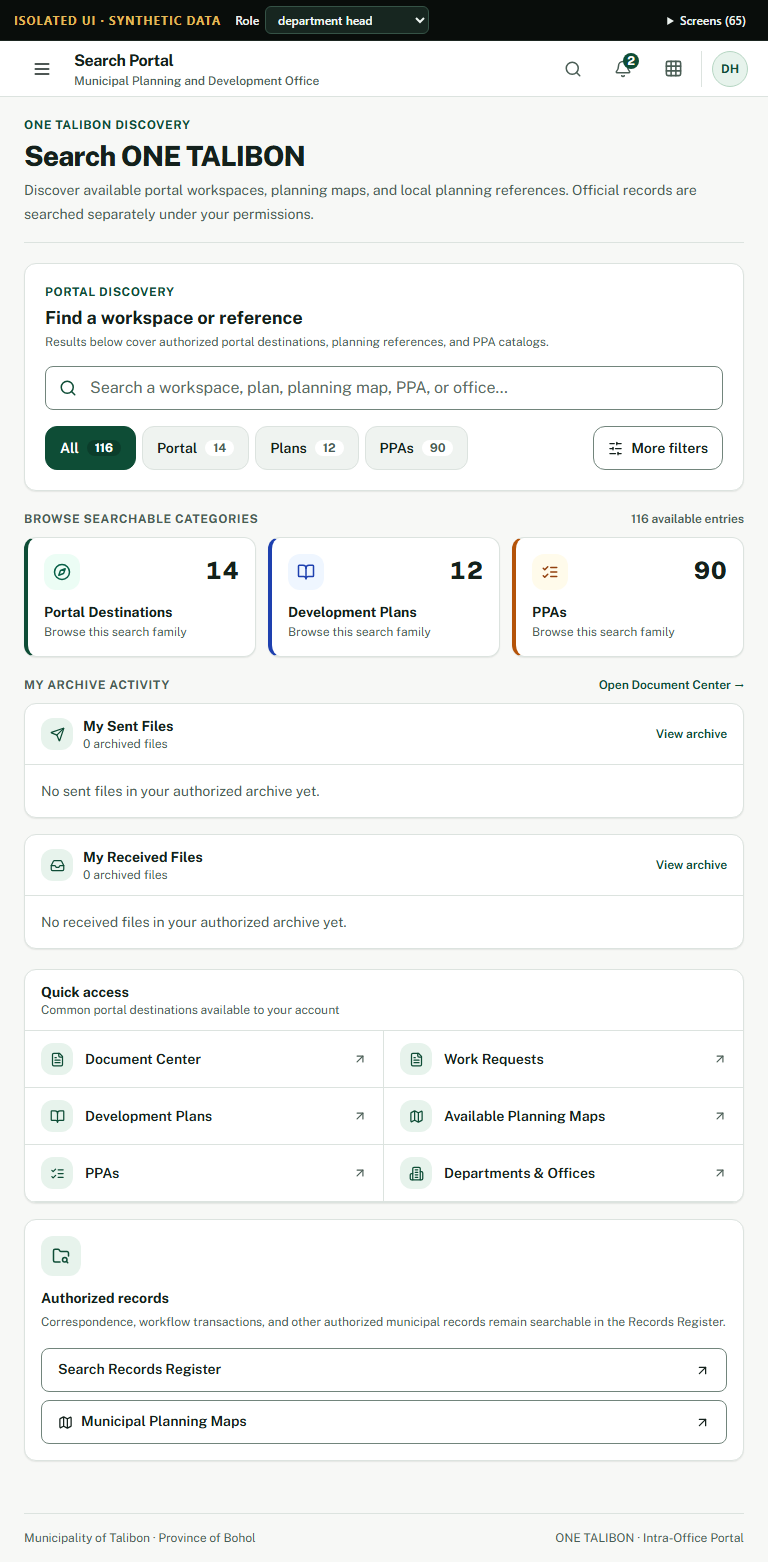 ISOLATED UI · SYNTHETIC DATA Role department head ▶ Screens (65)
Search Portal
Municipal Planning and Development Office
2
DH
ONE TALIBON DISCOVERY
Search ONE TALIBON
Discover available portal workspaces, planning maps, and local planning references. Official records are
searched separately under your permissions.
PORTAL DISCOVERY
Find a workspace or reference
Results below cover authorized portal destinations, planning references, and PPA catalogs.
Search a workspace, plan, planning map, PPA, or office...
All 116 Portal 14 Plans 12 PPAs 90 More filters
BROWSE SEARCHABLE CATEGORIES 116 available entries
14
Portal Destinations
Browse this search family
12
Development Plans
Browse this search family
90
PPAs
Browse this search family
MY ARCHIVE ACTIVITY Open Document Center →
My Sent Files
0 archived files
View archive
No sent files in your authorized archive yet.
My Received Files
0 archived files
View archive
No received files in your authorized archive yet.
Quick access
Common portal destinations available to your account
Document Center Work Requests
Development Plans Available Planning Maps
PPAs Departments & Offices
Authorized records
Correspondence, workflow transactions, and other authorized municipal records remain searchable in the Records Register.
Search Records Register
Municipal Planning Maps
Municipality of Talibon · Province of Bohol ONE TALIBON · Intra-Office Portal